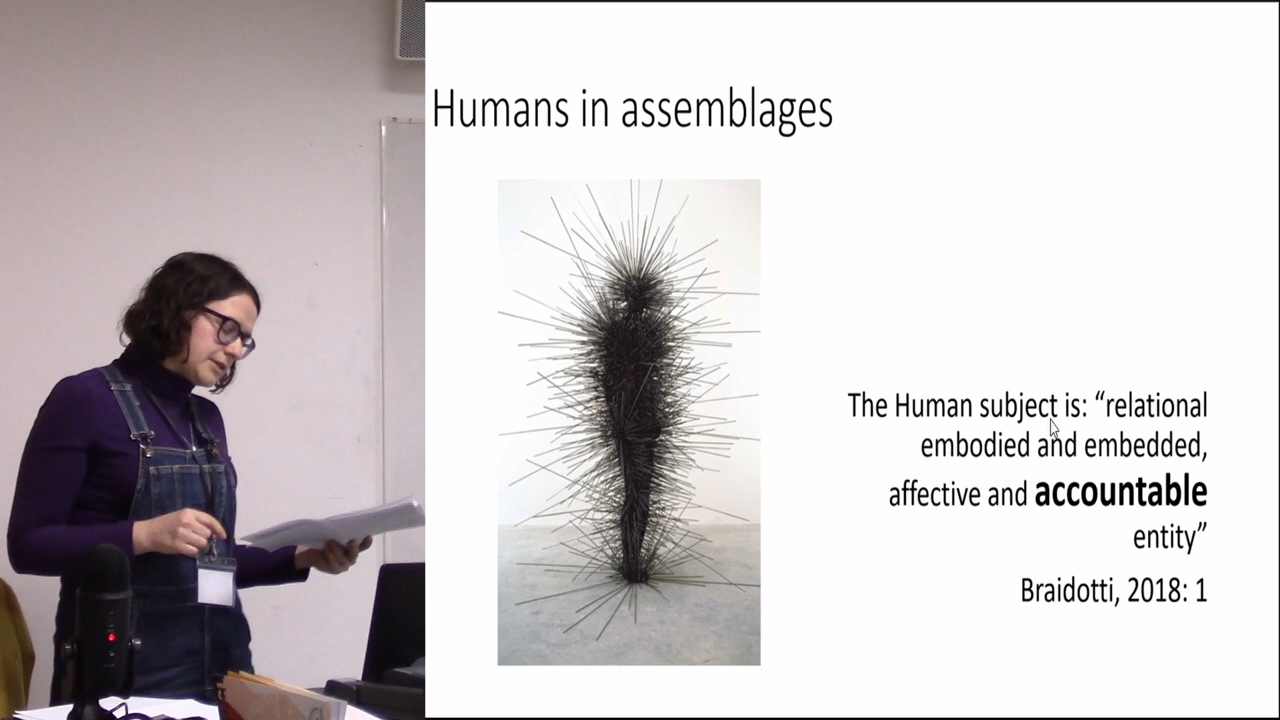 Humans in assemblages
The Human subject is: “relational
embodied and embedded,
affective and accountable
entity”
Braidotti, 2018: 1